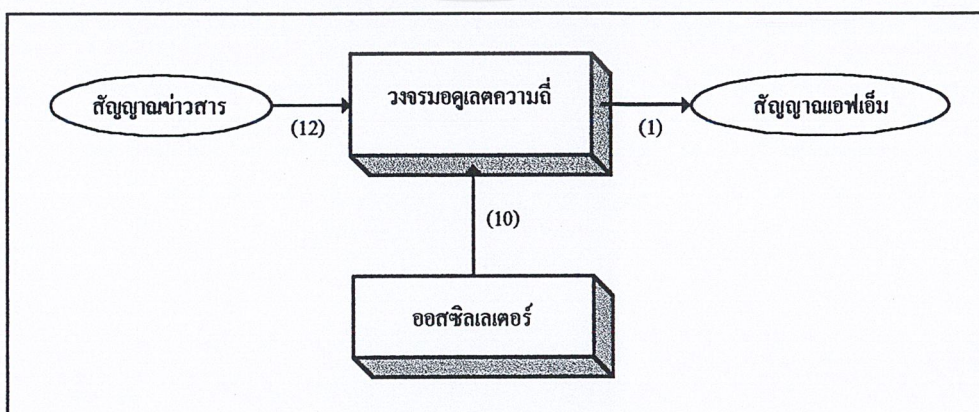 สัญญาณข่าวสาร
(12)
วงจรมอดูเลตความถี่
(1)
สัญญาณเอฟเอ็ม
(10)
ออสซิลเลเตอร์